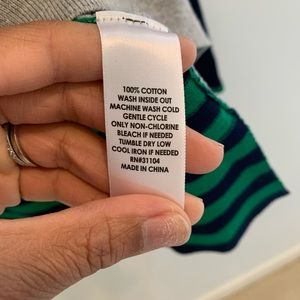 100% COTTON
WASH INSIDE OUT
MACHINE WASH COLD
GENTLE CYCLE
ONLY NON-CHLORINE
BLEACH IF NEEDED
TUMBLE DRY LOW
COOL IRON IF NEEDED
RN#31104
MADE IN CHINA